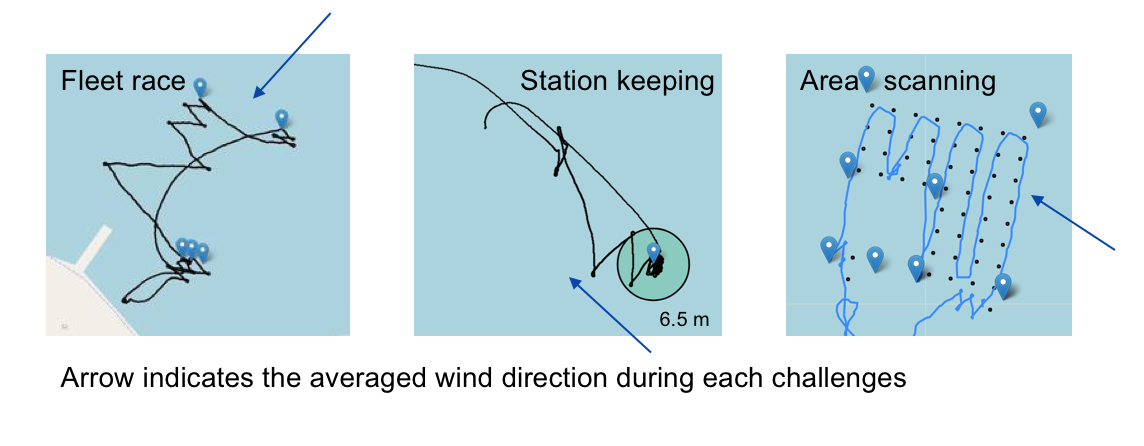 Fleet race
Station keeping
Area scanning
6.5 m
Arrow indicates the averaged wind direction during each challenges